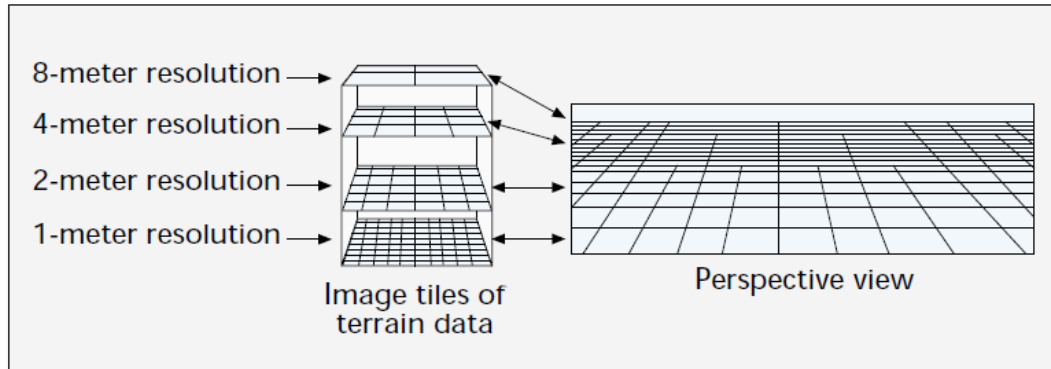 8-meter resolution
4-meter resolution
2-meter resolution
1-meter resolution
Image tiles of
terrain data
Perspective view